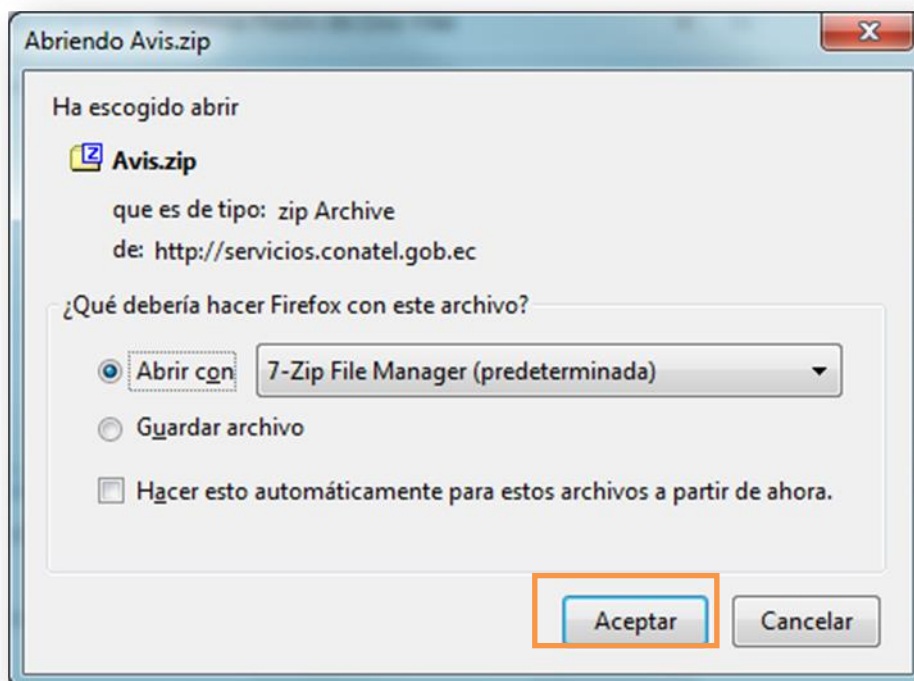 Abriendo Avis.zip
Ha escogido abrir
Avis.zip
que es de tipo: zip Archive
de: http://servicios.conatel.gob.ec
¿Qué debería hacer Firefox con este archivo?
Abrir con 7-Zip File Manager (predeterminada)
Guardar archivo
Hacer esto automáticamente para estos archivos a partir de ahora.
Aceptar Cancelar